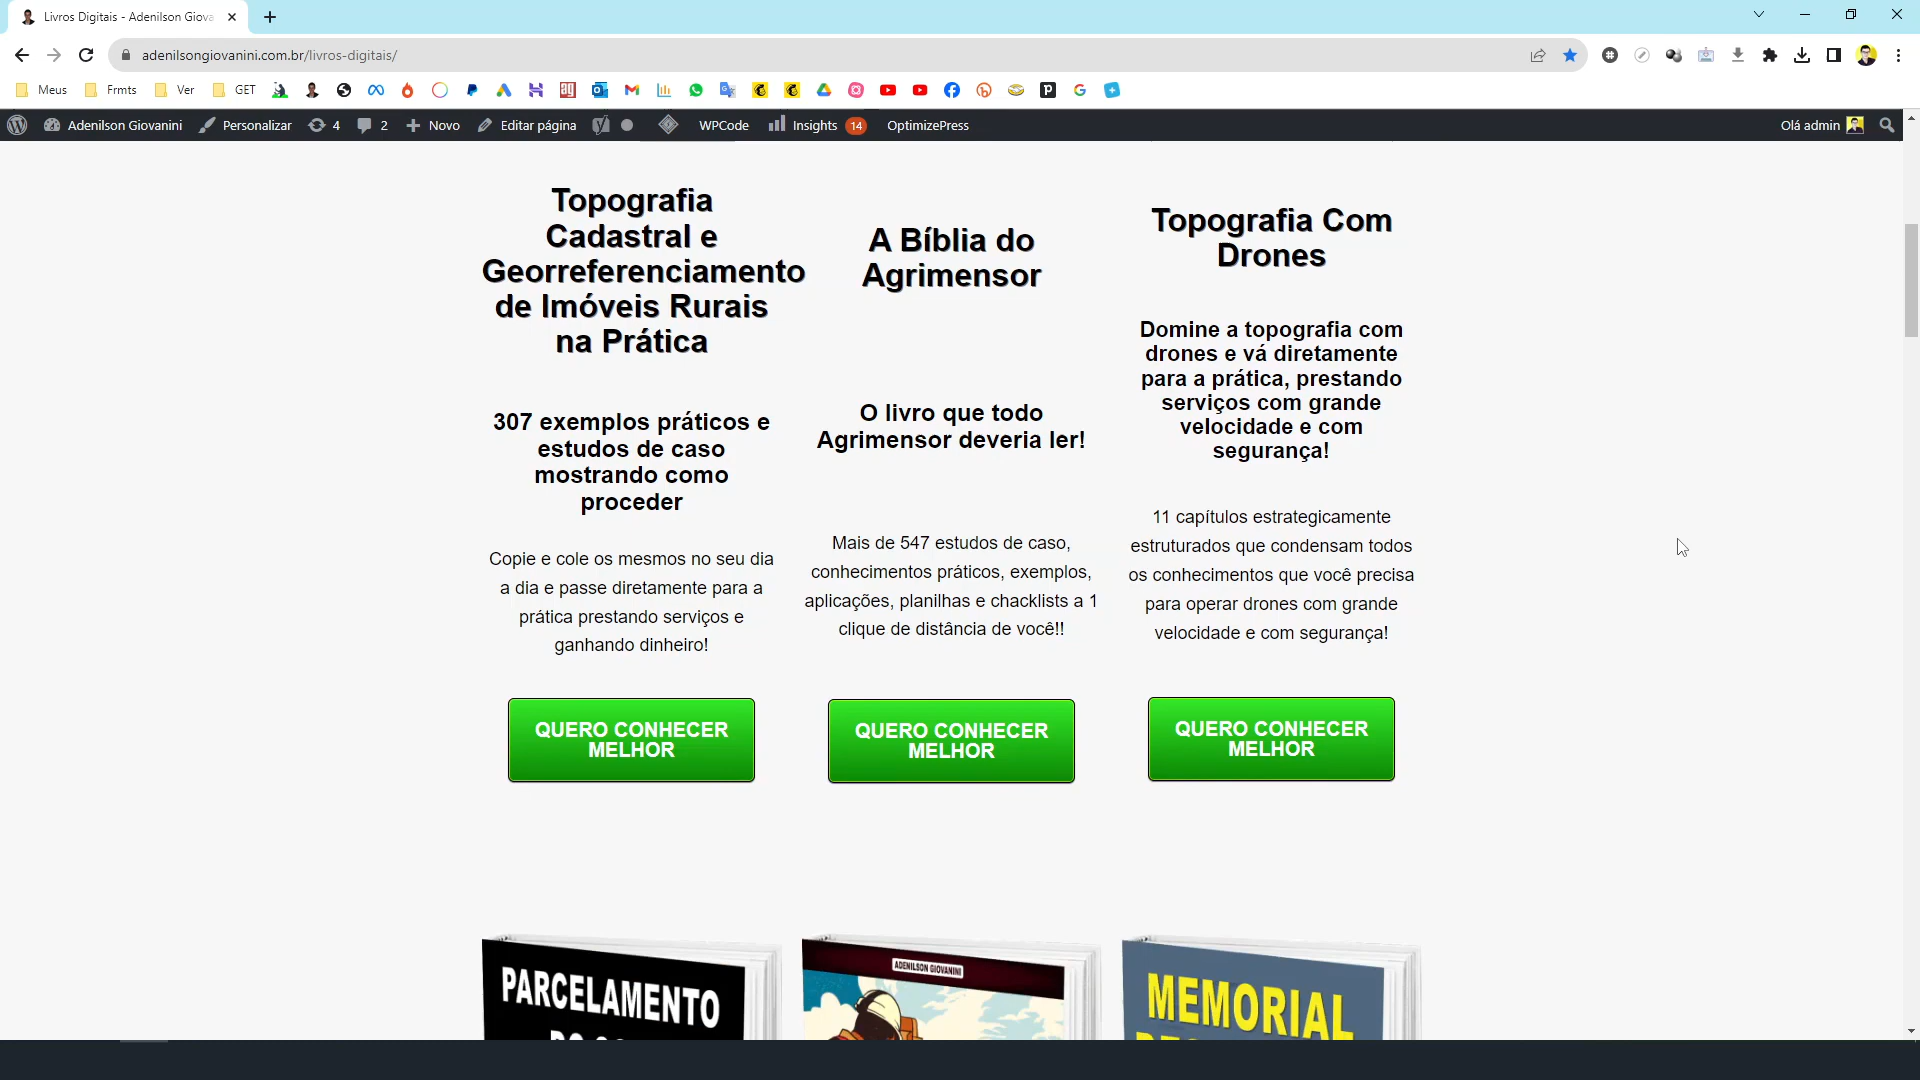 Livros Digitais - Adenilson Giova
adenilsongiovanini.com.br/livros-digitais/
Meus
Frmts
Ver
GET
Adenilson Giovanini
Personalizar
4
2
Novo
Editar página
WPCode
Insights
14
OptimizePress
Olá admin
Topografia
Cadastral e
Georreferenciamento
de Imóveis Rurais
na Prática
307 exemplos práticos e
estudos de caso
mostrando como
proceder
Copie e cole os mesmos no seu dia
a dia e passe diretamente para a
prática prestando serviços e
ganhando dinheiro!
QUERO CONHECER
MELHOR
A Bíblia do
Agrimensor
O livro que todo
Agrimensor deveria ler!
Mais de 547 estudos de caso,
conhecimentos práticos, exemplos,
aplicações, planilhas e chacklists a 1
clique de distância de você!!
QUERO CONHECER
MELHOR
Topografia Com
Drones
Domine a topografia com
drones e vá diretamente
para a prática, prestando
serviços com grande
velocidade e com
segurança!
11 capítulos estrategicamente
estruturados que condensam todos
os conhecimentos que você precisa
para operar drones com grande
velocidade e com segurança!
QUERO CONHECER
MELHOR
PARCELAMENTO
ADENILSON GIOVANINI
MEMORIAL